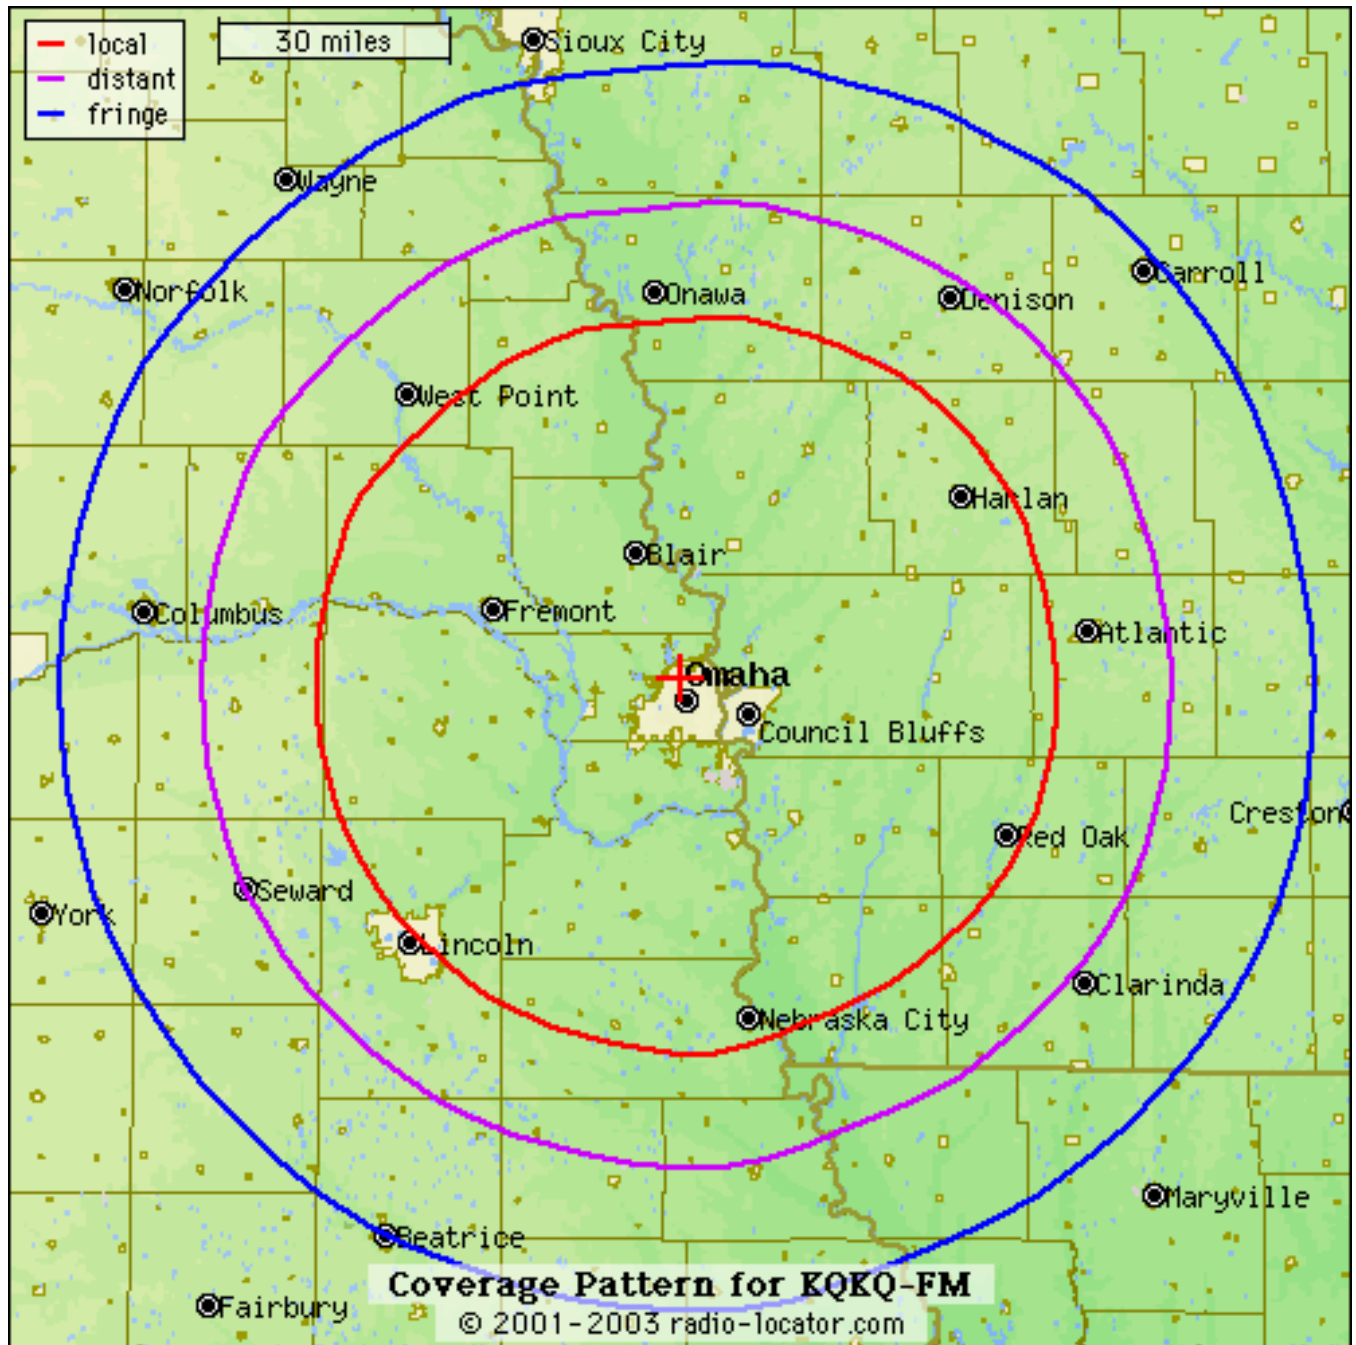 local
distant
fringe
30 miles
Sioux City
Wayne
Carroll
Norfolk
Onawa
Denison
West Point
Harlan
Blair
Columbus
Fremont
Atlantic
Omaha
Council Bluffs
Creston
Red Oak
Seward
York
Lincoln
Clarinda
Nebraska City
Maryville
Beatrice
Coverage Pattern for KQKQ-FM
Fairbury
© 2001-2003 radio-locator.com